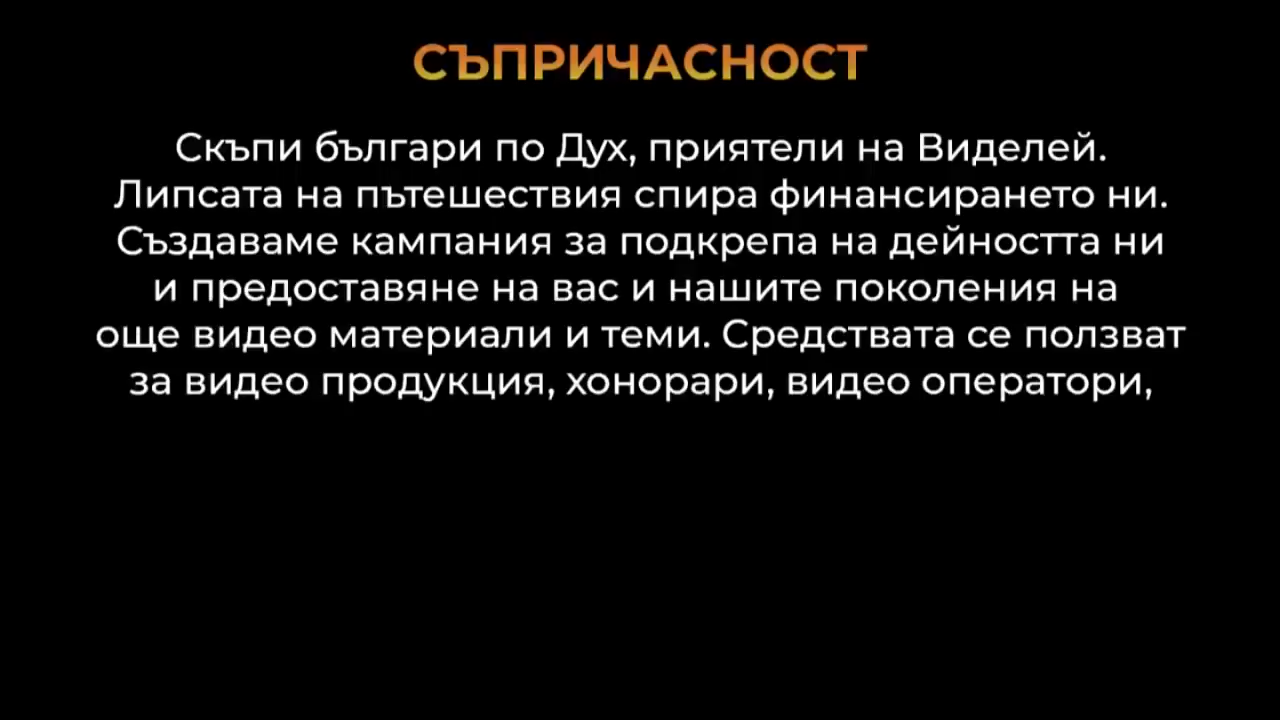 СЪПРИЧАСНОСТ
Скъпи българи по Дух, приятели на Виделей.
Липсата на пътешествия спира финансирането ни.
Създаваме кампания за подкрепа на дейността ни
и предоставяне на вас и нашите поколения на
още видео материали и теми. Средствата се ползват
за видео продукция, хонорари, видео оператори,